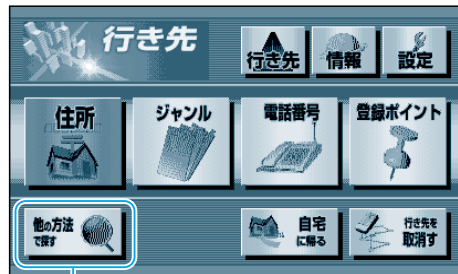 行き先
行き先 情報 設定
住所 ジャンル 電話番号 登録ポイント
他の方法
で探す
自宅
に帰る
行き先を
取消す